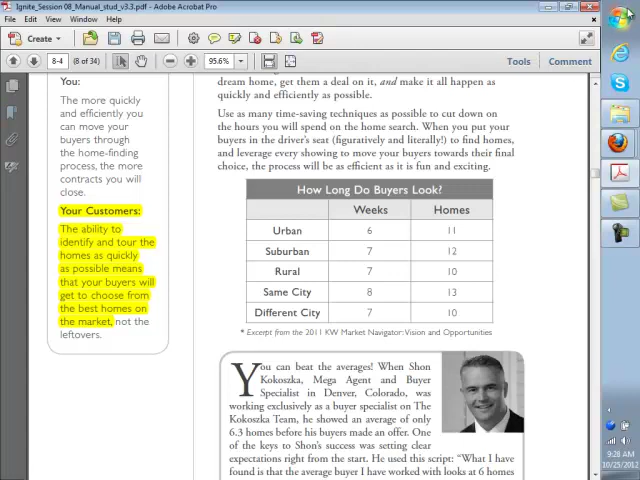 Ignite_Session 08_Manual_stud_v3.3.pdf - Adobe Acrobat Pro
File Edit View Window Help
Create
8-4 (8 of 34) 95.6% Tools Comment
You:
The more quickly
and efficiently you
can move your
buyers through
the home-finding
process, the more
contracts you will
close.
Your Customers:
The ability to
identify and tour the
homes as quickly
as possible means
that your buyers will
get to choose from
the best homes on
the market, not the
leftovers.
dream home, get them a deal on it, and make it all happen as
quickly and efficiently as possible.
Use as many time-saving techniques as possible to cut down on
the hours you will spend on the home search. When you put your
buyers in the driver's seat (figuratively and literally!) to find homes,
and leverage every showing to move your buyers towards their final
choice, the process will be as efficient as it is fun and exciting.
How Long Do Buyers Look?
Weeks Homes
Urban 6 11
Suburban 7 12
Rural 7 10
Same City 8 13
Different City 7 10
* Excerpt from the 2011 KW Market Navigator: Vision and Opportunities
You can beat the averages! When Shon
Kokoszka, Mega Agent and Buyer
Specialist in Denver, Colorado, was
working exclusively as a buyer specialist on The
Kokoszka Team, he showed an average of only
6.3 homes before his buyers made an offer. One
of the keys to Shon's success was setting clear
expectations right from the start. He used this script: "What I have
found is that the average buyer I have worked with looks at 6 homes
9:28 AM
10/25/2012